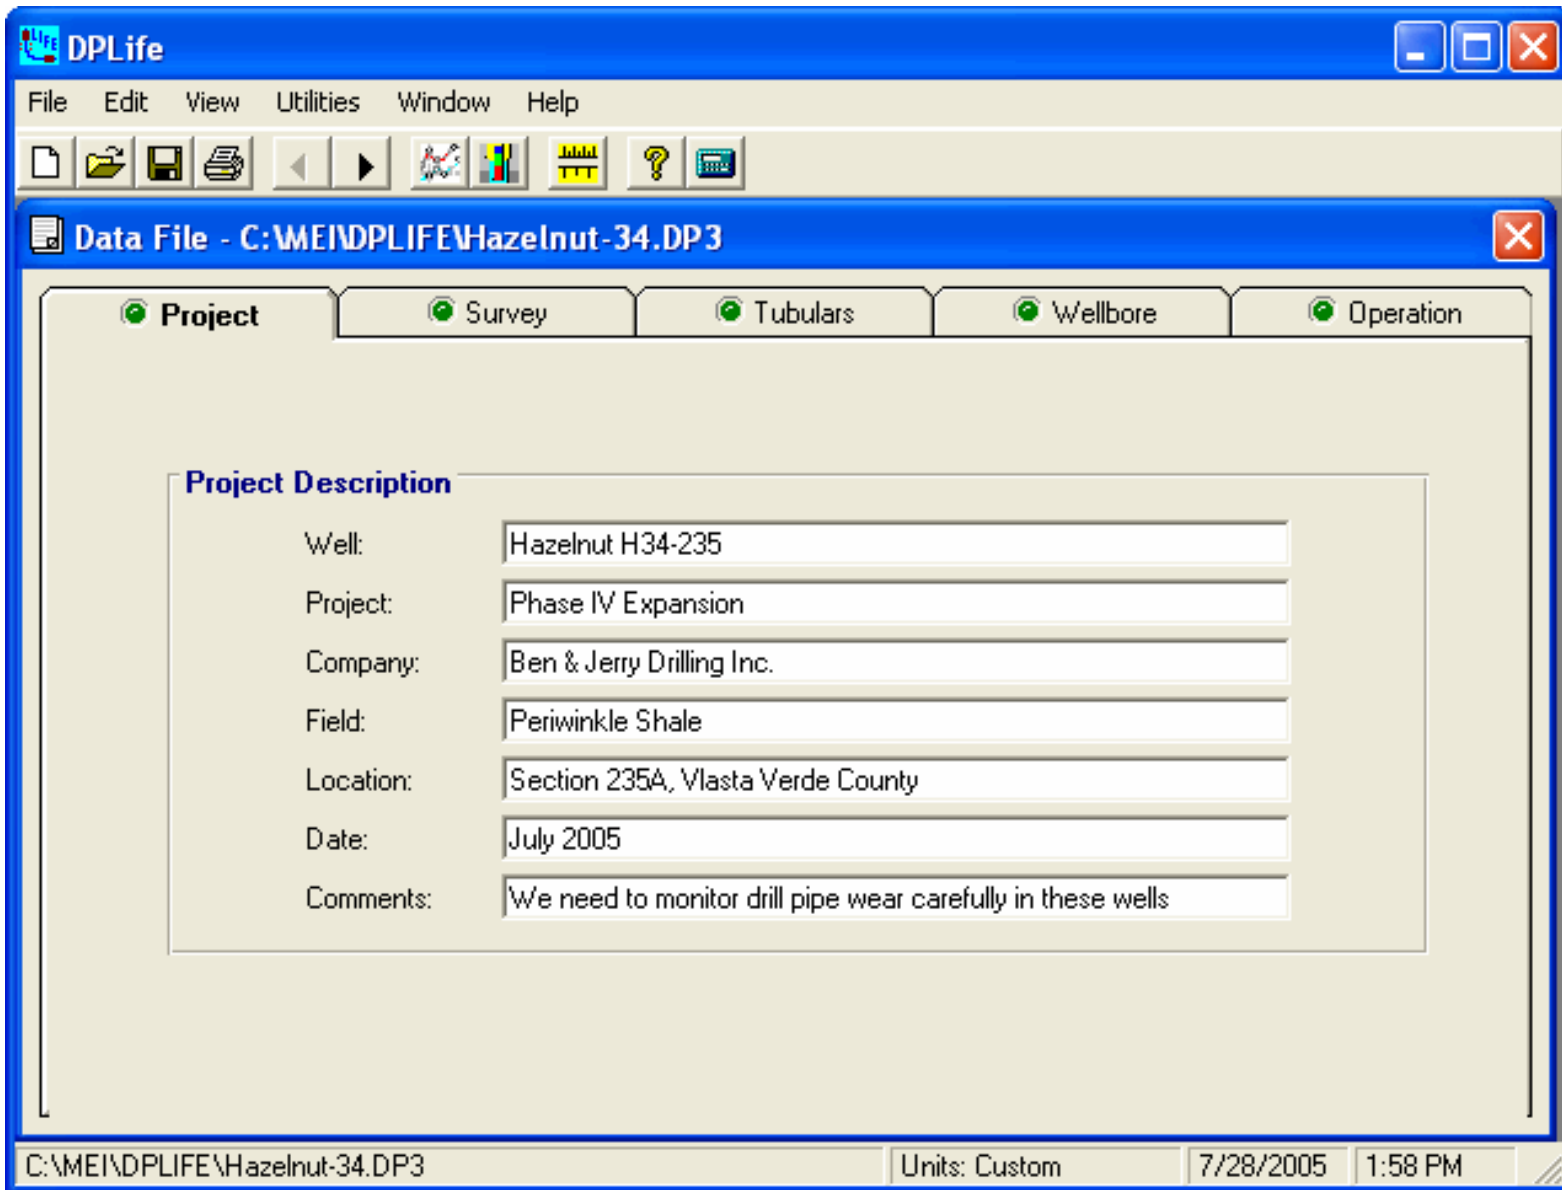 LIFE DPLife
File Edit View Utilities Window Help
Data File - C:\MEI\DPLIFE\Hazelnut-34.DP3
Project Survey Tubulars Wellbore Operation
Project Description
Well: Hazelnut H34-235
Project: Phase IV Expansion
Company: Ben & Jerry Drilling Inc.
Field: Periwinkle Shale
Location: Section 235A, Vlasta Verde County
Date: July 2005
Comments: We need to monitor drill pipe wear carefully in these wells
C:\MEI\DPLIFE\Hazelnut-34.DP3 Units: Custom 7/28/2005 1:58 PM